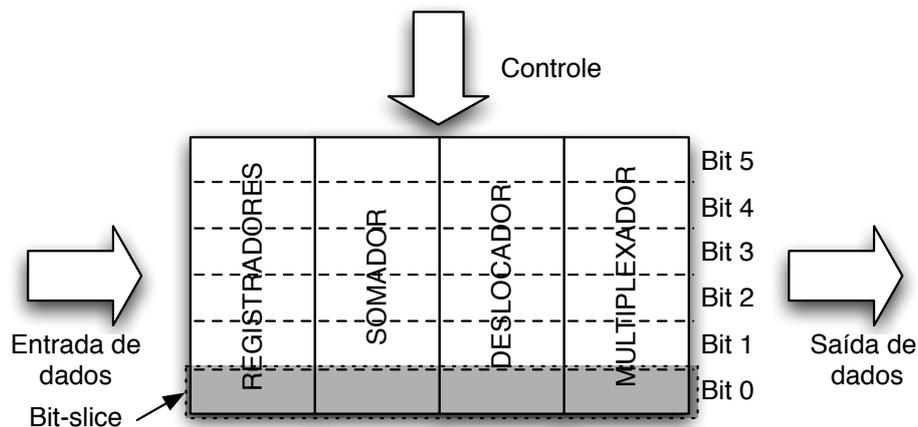 Controle
REGISTRADORES
SOMADOR
DESLOCADOR
MULTIPLEXADOR
Bit 5
Bit 4
Bit 3
Bit 2
Bit 1
Bit 0
Entrada de
dados
Saída de
dados
Bit-slice